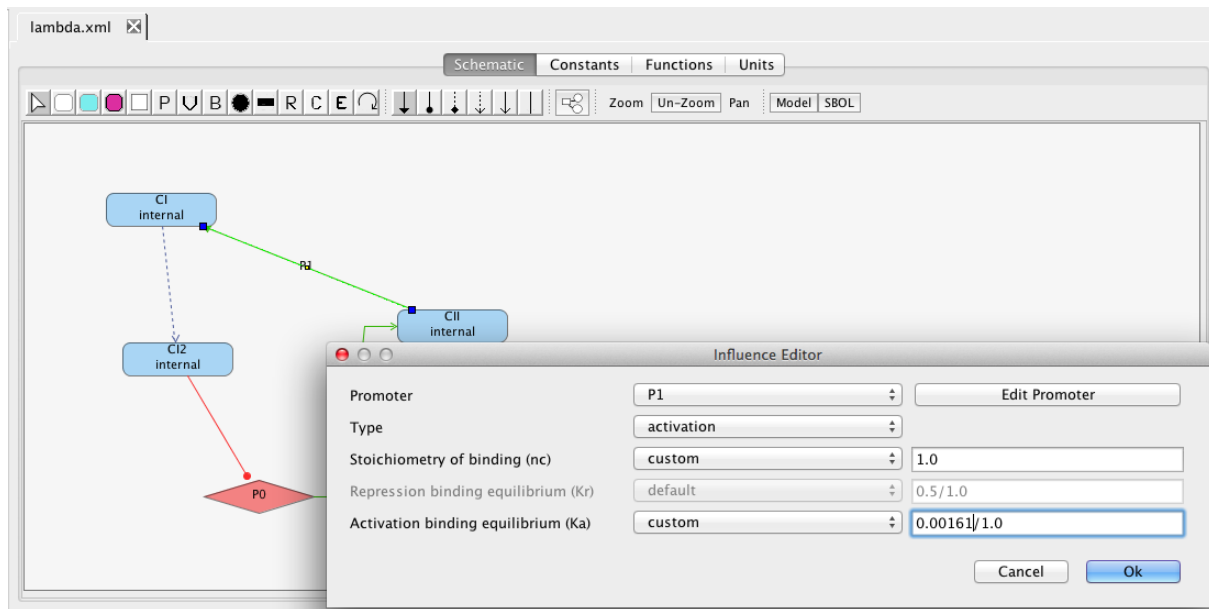 lambda.xml
Schematic Constants Functions Units
P V B R C E Zoom Un-Zoom Pan Model SBOL
CI
internal
P1
CII
internal
CI2
internal
P0
Influence Editor
Promoter P1 Edit Promoter
Type activation
Stoichiometry of binding (nc) custom 1.0
Repression binding equilibrium (Kr) default 0.5/1.0
Activation binding equilibrium (Ka) custom 0.00161/1.0
Cancel Ok